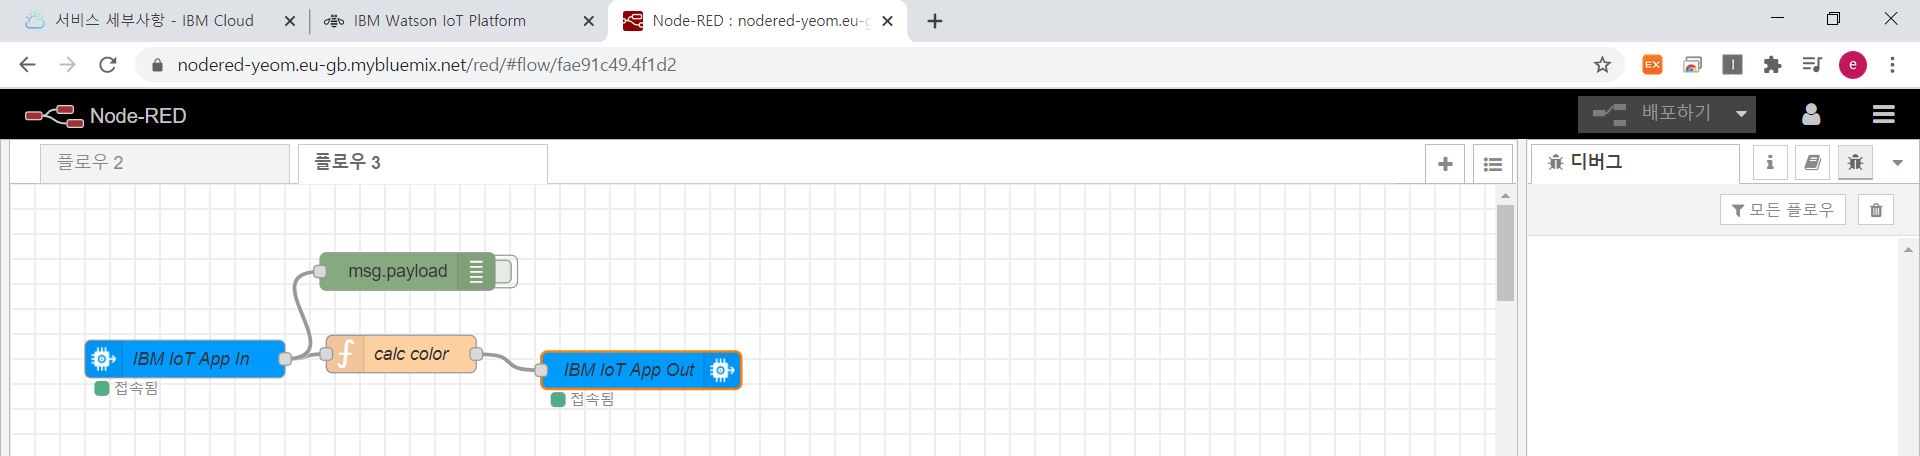 서비스 세부사항 - IBM Cloud
IBM Watson IoT Platform
Node-RED : nodered-yeom.eu-g
nodered-yeom.eu-gb.mybluemix.net/red/#flow/fae91c49.4f1d2
EX
e
Node-RED
배포하기
플로우 2
플로우 3
디버그
모든 플로우
msg.payload
IBM IoT App In
접속됨
calc color
IBM IoT App Out
접속됨